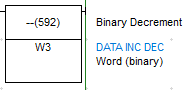 --(592)
Binary Decrement
W3
DATA INC DEC
Word (binary)